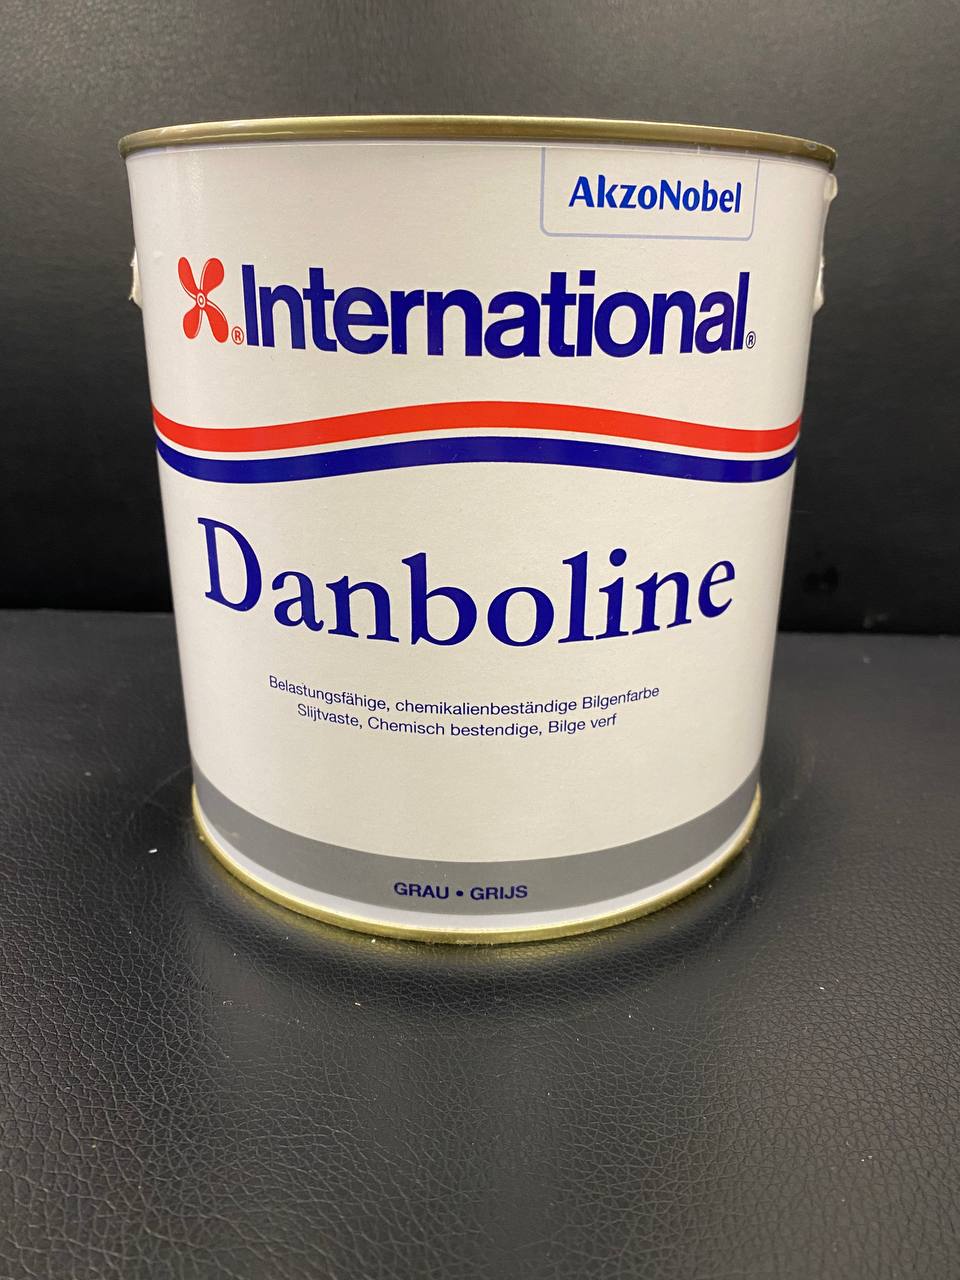 AkzoNobel
®International®
Danboline
Belastungsfähige, chemikalienbeständige Bilgenfarbe
Slijtvaste, Chemisch bestendige, Bilge verf
GRAU • GRIJS